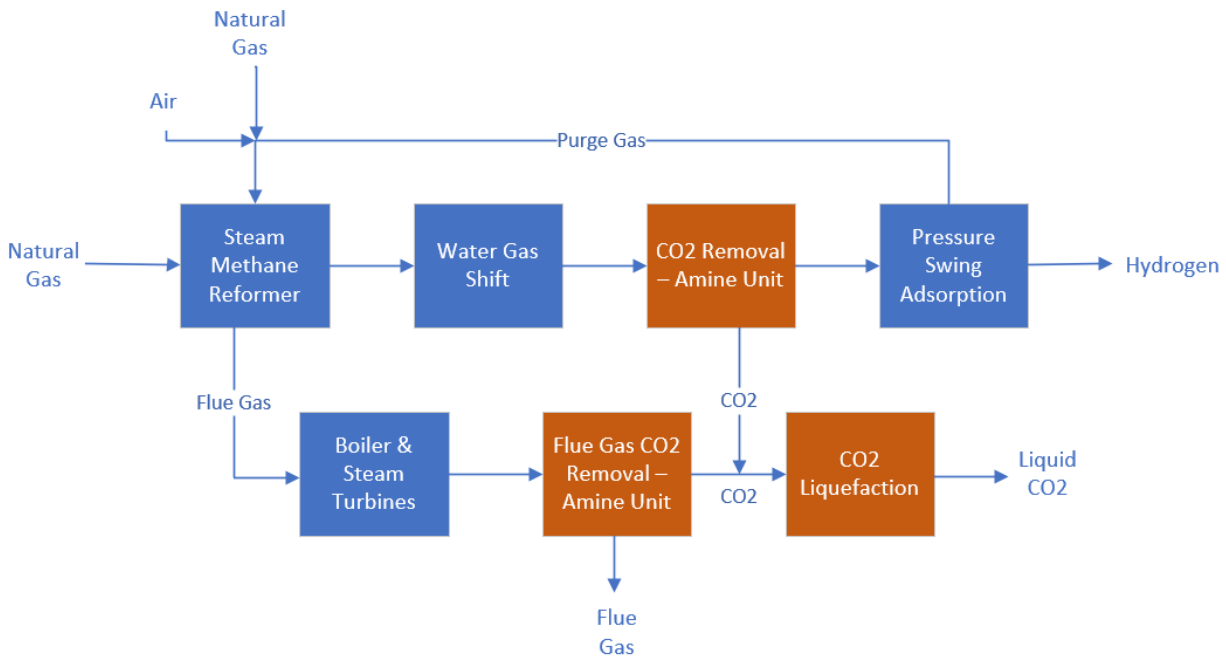 Natural
Gas
Air
Purge Gas
Natural
Gas
Steam
Methane
Reformer
Water Gas
Shift
CO2 Removal
– Amine Unit
Pressure
Swing
Adsorption
Hydrogen
Flue Gas
CO2
Boiler &
Steam
Turbines
Flue Gas CO2
Removal –
Amine Unit
CO2
CO2
Liquefaction
Liquid
CO2
Flue
Gas